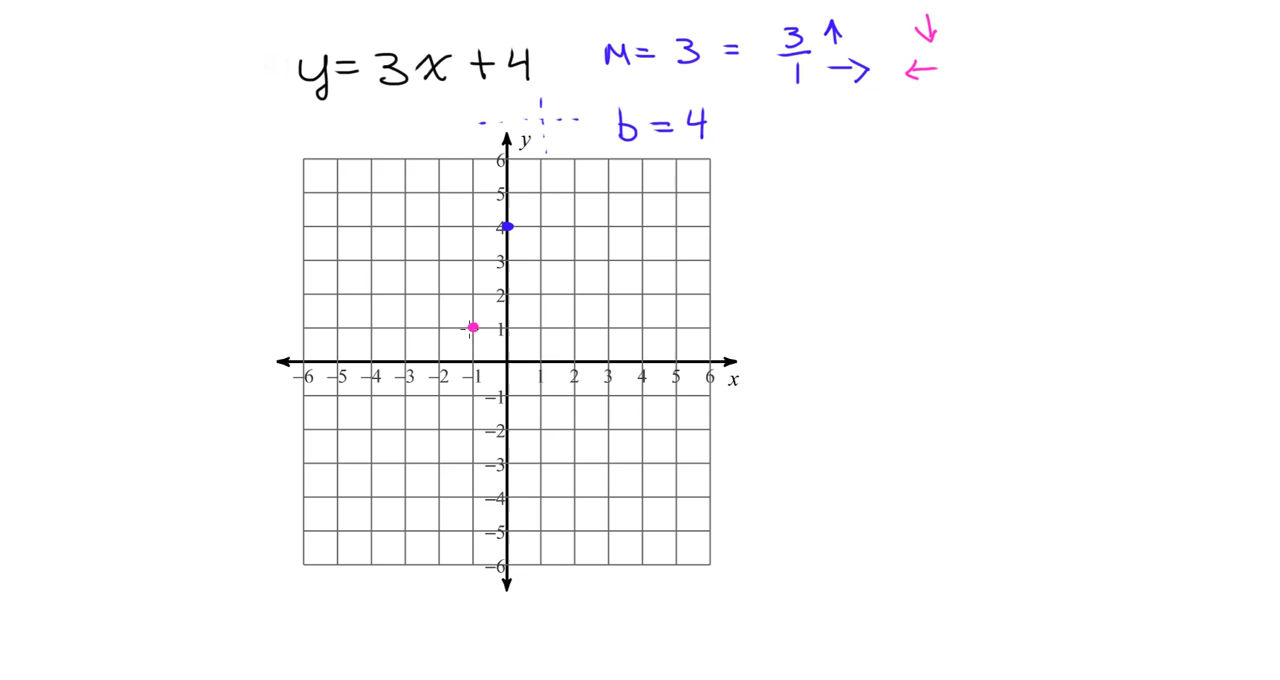 y = 3x + 4
m = 3 = 3/1 ↑ → ↓ ←
b = 4
y
6
5
4
3
2
1
−6 −5 −4 −3 −2 −1 1 2 3 4 5 6 x
−1
−2
−3
−4
−5
−6